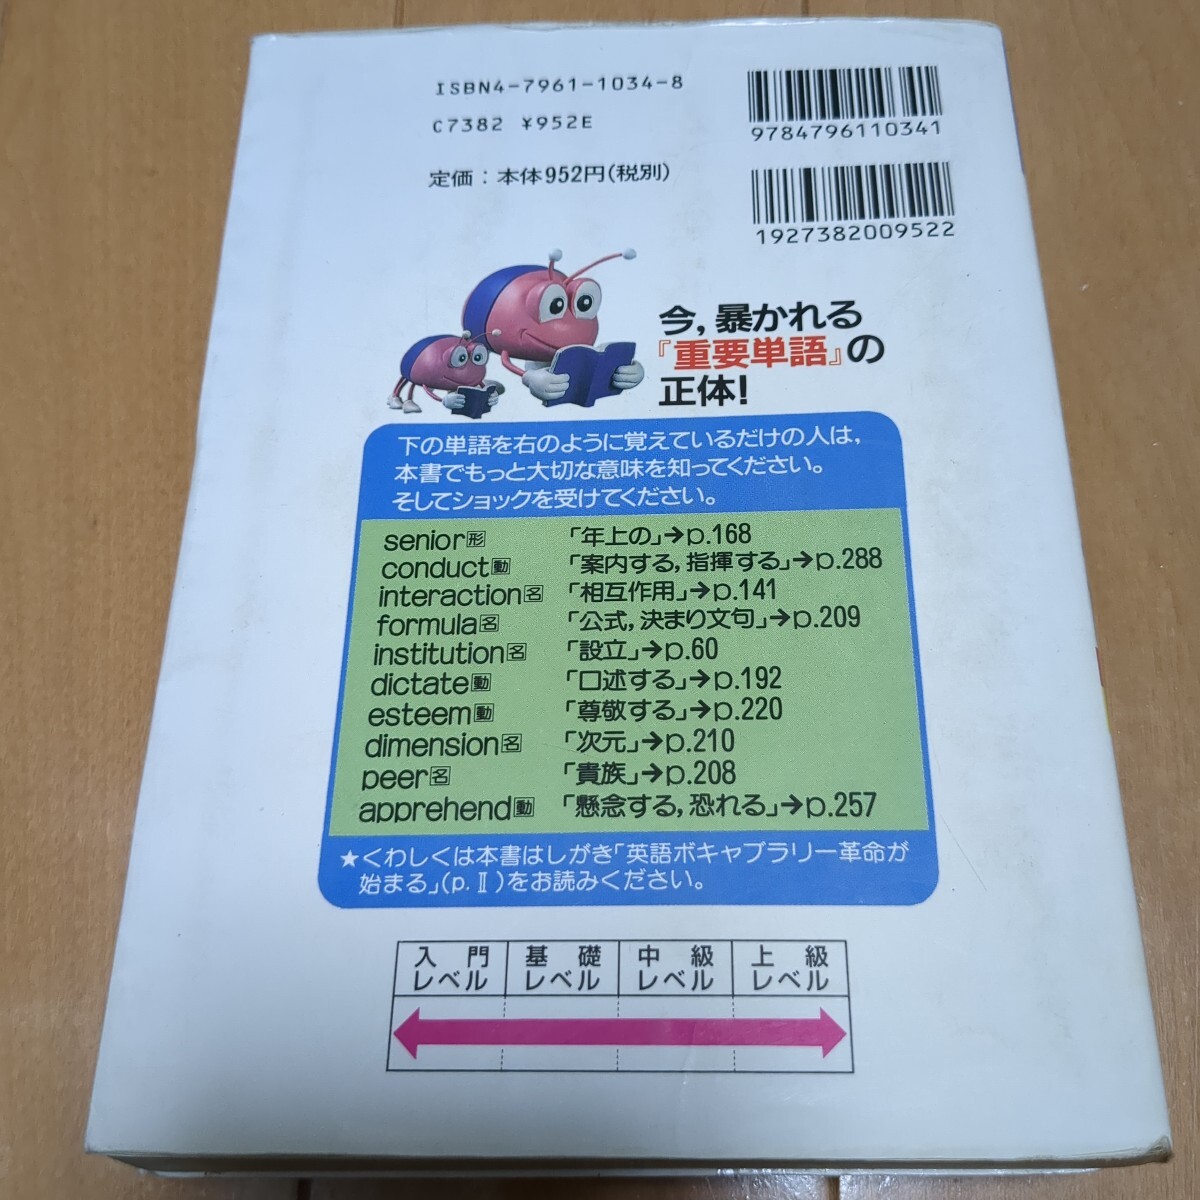 ISBN4-7961-1034-8
C7382 ¥952E
定価：本体952円(税別)
9784796110341
1927382009522
今,暴かれる
『重要単語』の
正体!
下の単語を右のように覚えているだけの人は,
本書でもっと大切な意味を知ってください。
そしてショックを受けてください。
senior形 「年上の」→p.168
conduct動 「案内する,指揮する」→p.288
interaction名 「相互作用」→p.141
formula名 「公式,決まり文句」→p.209
institution名 「設立」→p.60
dictate動 「口述する」→p.192
esteem動 「尊敬する」→p.220
dimension名 「次元」→p.210
peer名 「貴族」→p.208
apprehend動 「懸念する,恐れる」→p.257
★くわしくは本書はしがき「英語ボキャブラリー革命が
始まる」(p.Ⅱ)をお読みください。
入門 基礎 中級 上級
レベル レベル レベル レベル